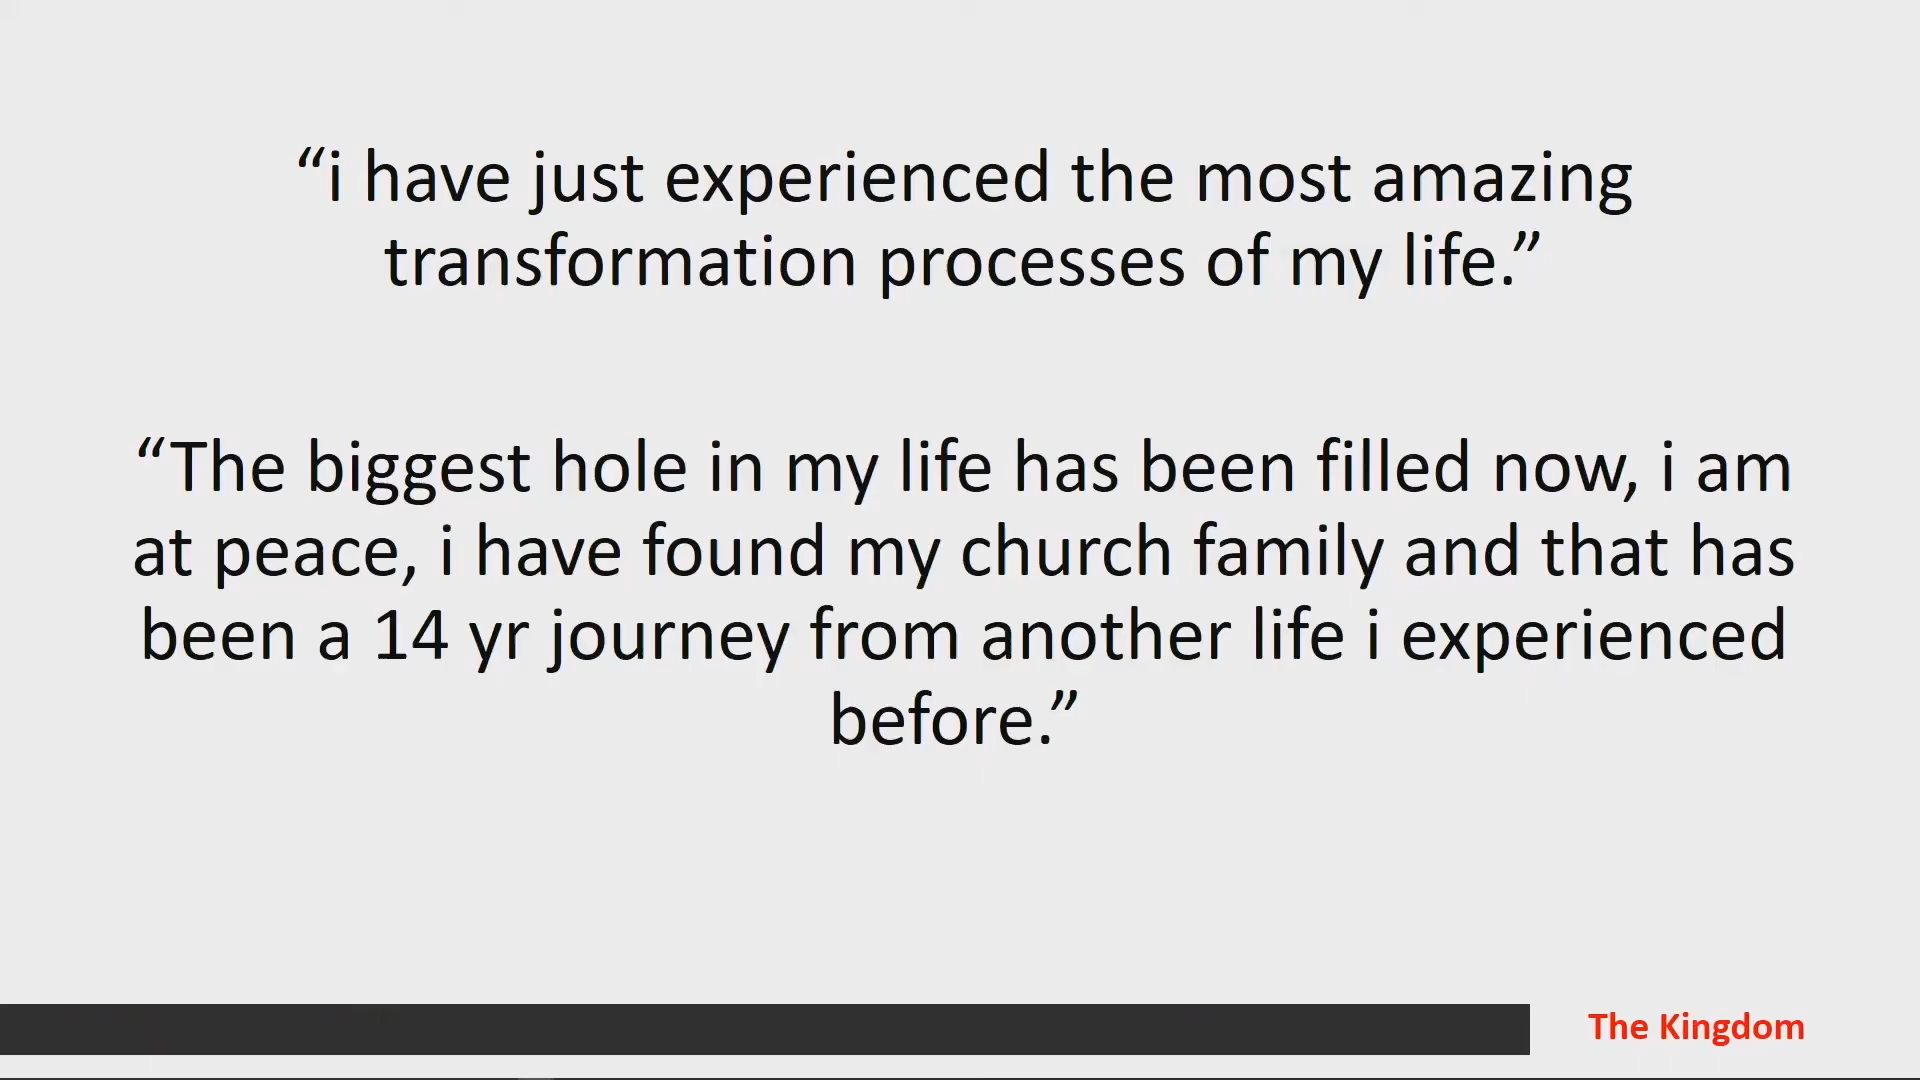 “i have just experienced the most amazing
transformation processes of my life.”
“The biggest hole in my life has been filled now, i am
at peace, i have found my church family and that has
been a 14 yr journey from another life i experienced
before.”
The Kingdom